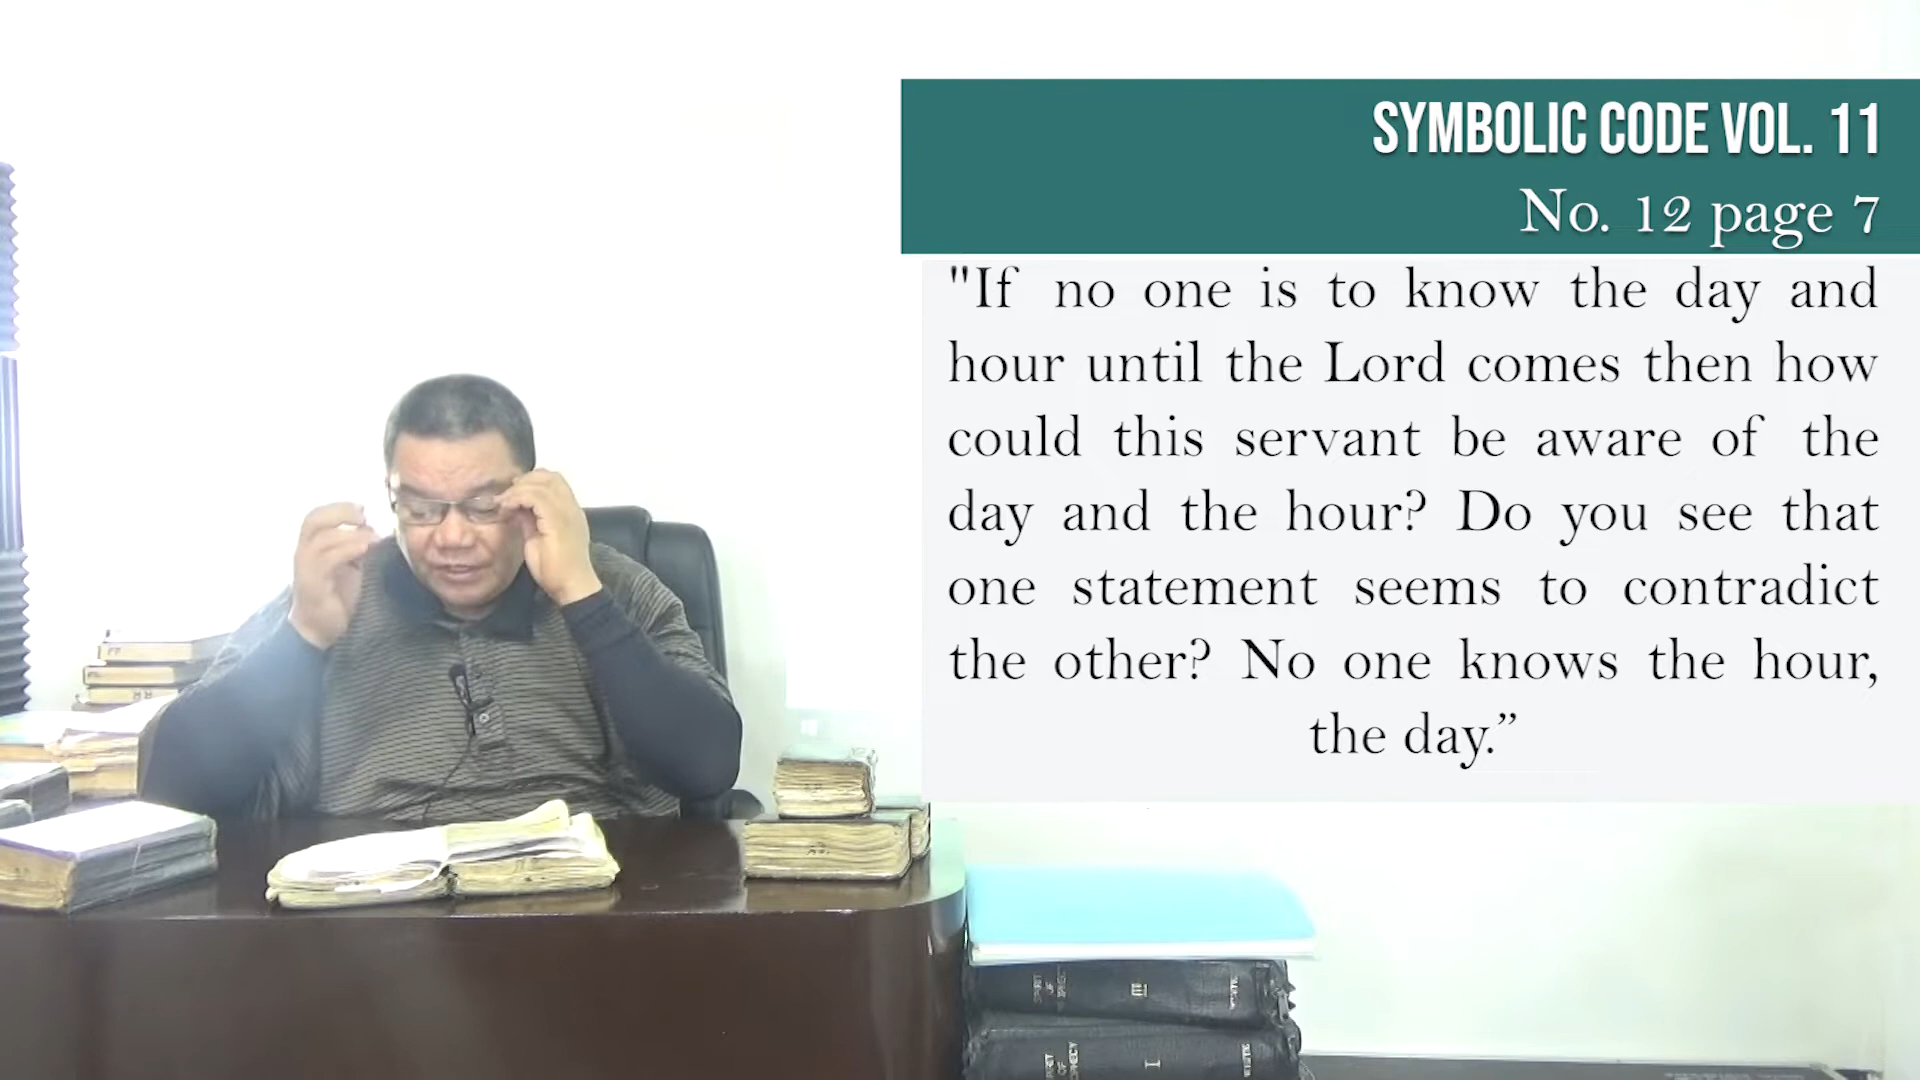 SYMBOLIC CODE VOL. 11
No. 12 page 7
"If no one is to know the day and
hour until the Lord comes then how
could this servant be aware of the
day and the hour? Do you see that
one statement seems to contradict
the other? No one knows the hour,
the day.”
III
I